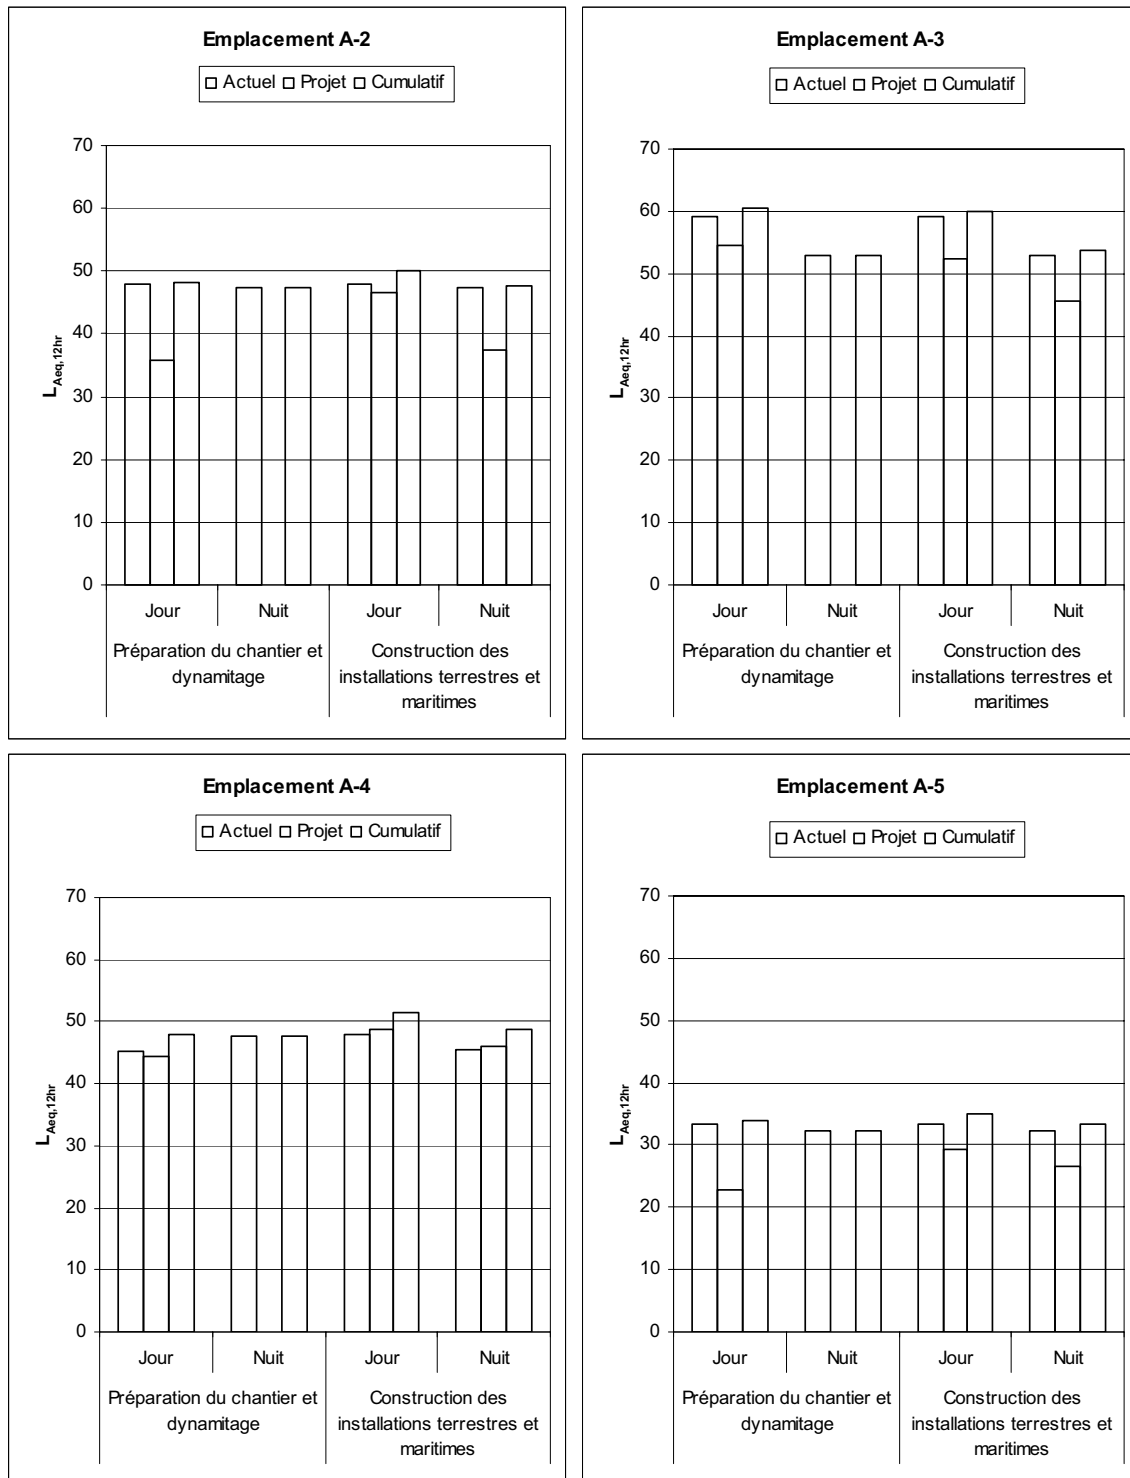 Emplacement A-2
Actuel Projet Cumulatif
70
60
50
40
30
20
10
0
LAeq,12hr
Jour Nuit Jour Nuit
Préparation du chantier et dynamitage
Construction des installations terrestres et maritimes
Emplacement A-3
Actuel Projet Cumulatif
70
60
50
40
30
20
10
0
LAeq,12hr
Jour Nuit Jour Nuit
Préparation du chantier et
dynamitage
Construction des
installations terrestres et
maritimes
Emplacement A-4
Actuel Projet Cumulatif
70
60
50
40
30
20
10
0
LAeq,12hr
Jour Nuit Jour Nuit
Préparation du chantier et
dynamitage
Construction des
installations terrestres et
maritimes
Emplacement A-5
Actuel Projet Cumulatif
70
60
50
40
30
20
10
0
LAeq,12hr
Jour Nuit Jour Nuit
Préparation du chantier et
dynamitage
Construction des
installations terrestres et
maritimes